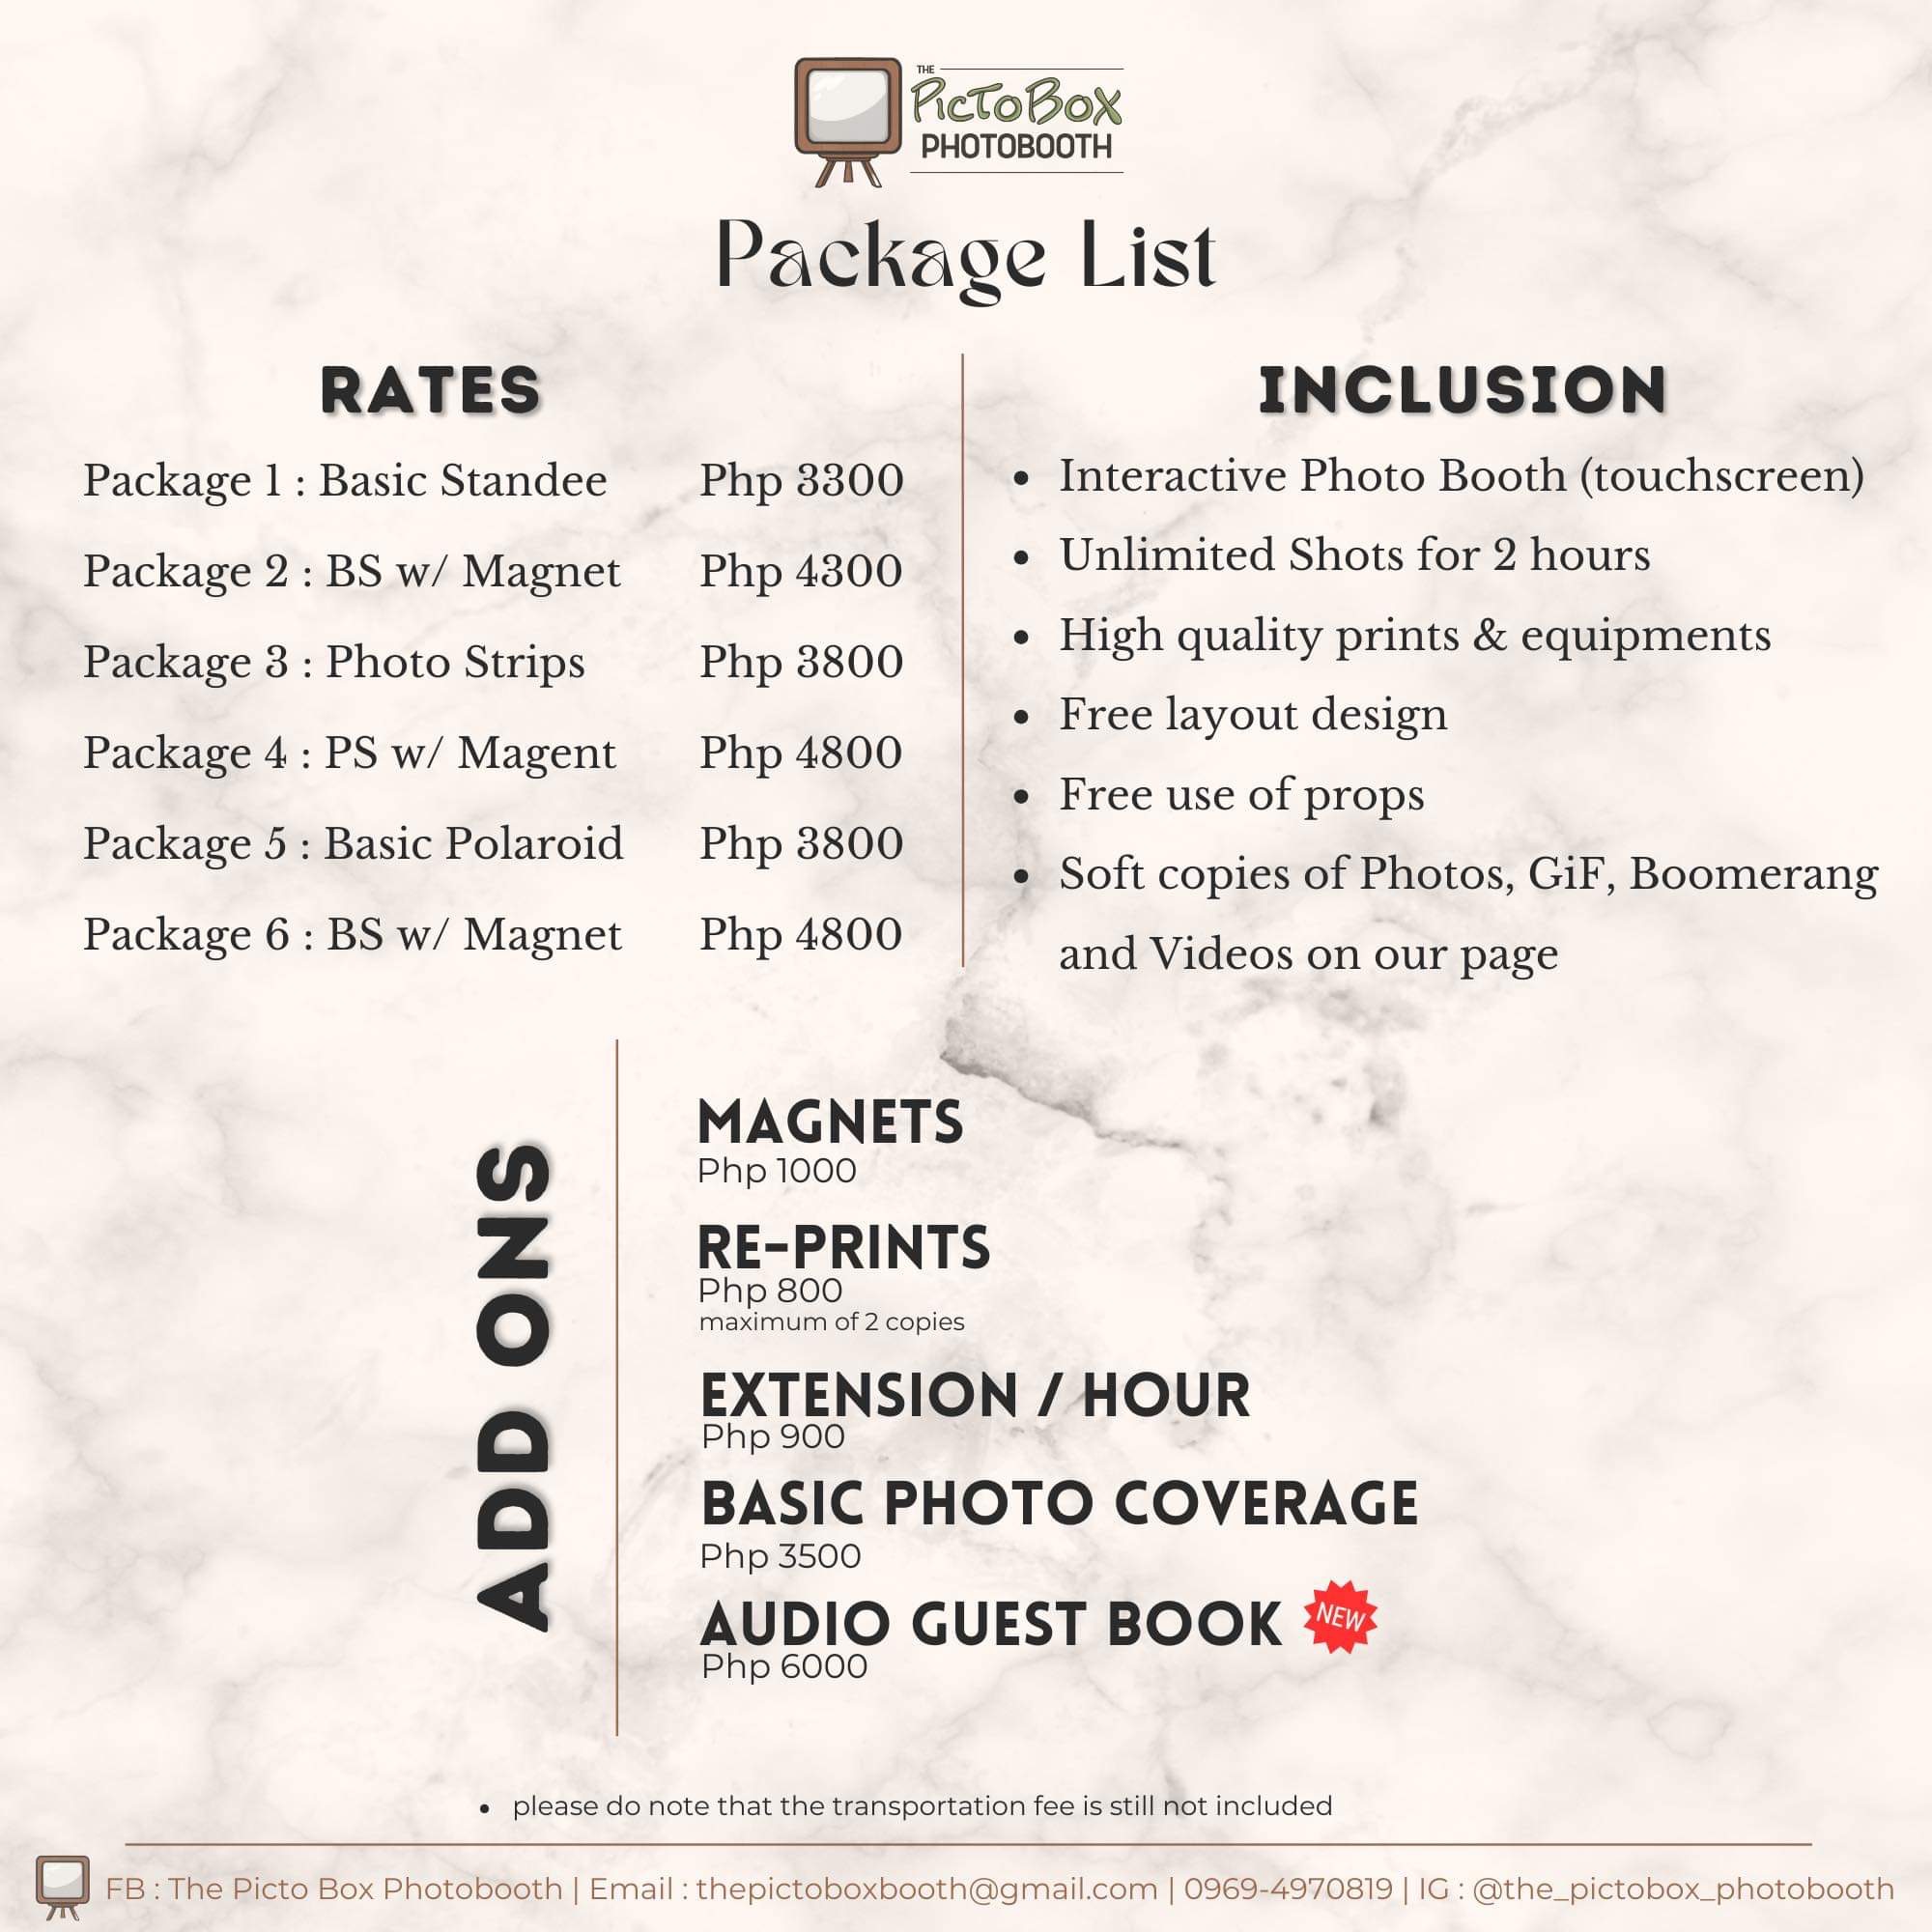 THE
PicToBox
PHOTOBOOTH
Package List
RATES
Package 1 : Basic Standee Php 3300
Package 2 : BS w/ Magnet Php 4300
Package 3 : Photo Strips Php 3800
Package 4 : PS w/ Magent Php 4800
Package 5 : Basic Polaroid Php 3800
Package 6 : BS w/ Magnet Php 4800
INCLUSION
• Interactive Photo Booth (touchscreen)
• Unlimited Shots for 2 hours
• High quality prints & equipments
• Free layout design
• Free use of props
• Soft copies of Photos, GiF, Boomerang
and Videos on our page
ADD ONS
MAGNETS
Php 1000
RE-PRINTS
Php 800
maximum of 2 copies
EXTENSION / HOUR
Php 900
BASIC PHOTO COVERAGE
Php 3500
AUDIO GUEST BOOK NEW
Php 6000
• please do note that the transportation fee is still not included
FB : The Picto Box Photobooth | Email : thepictoboxbooth@gmail.com | 0969-4970819 | IG : @the_pictobox_photobooth